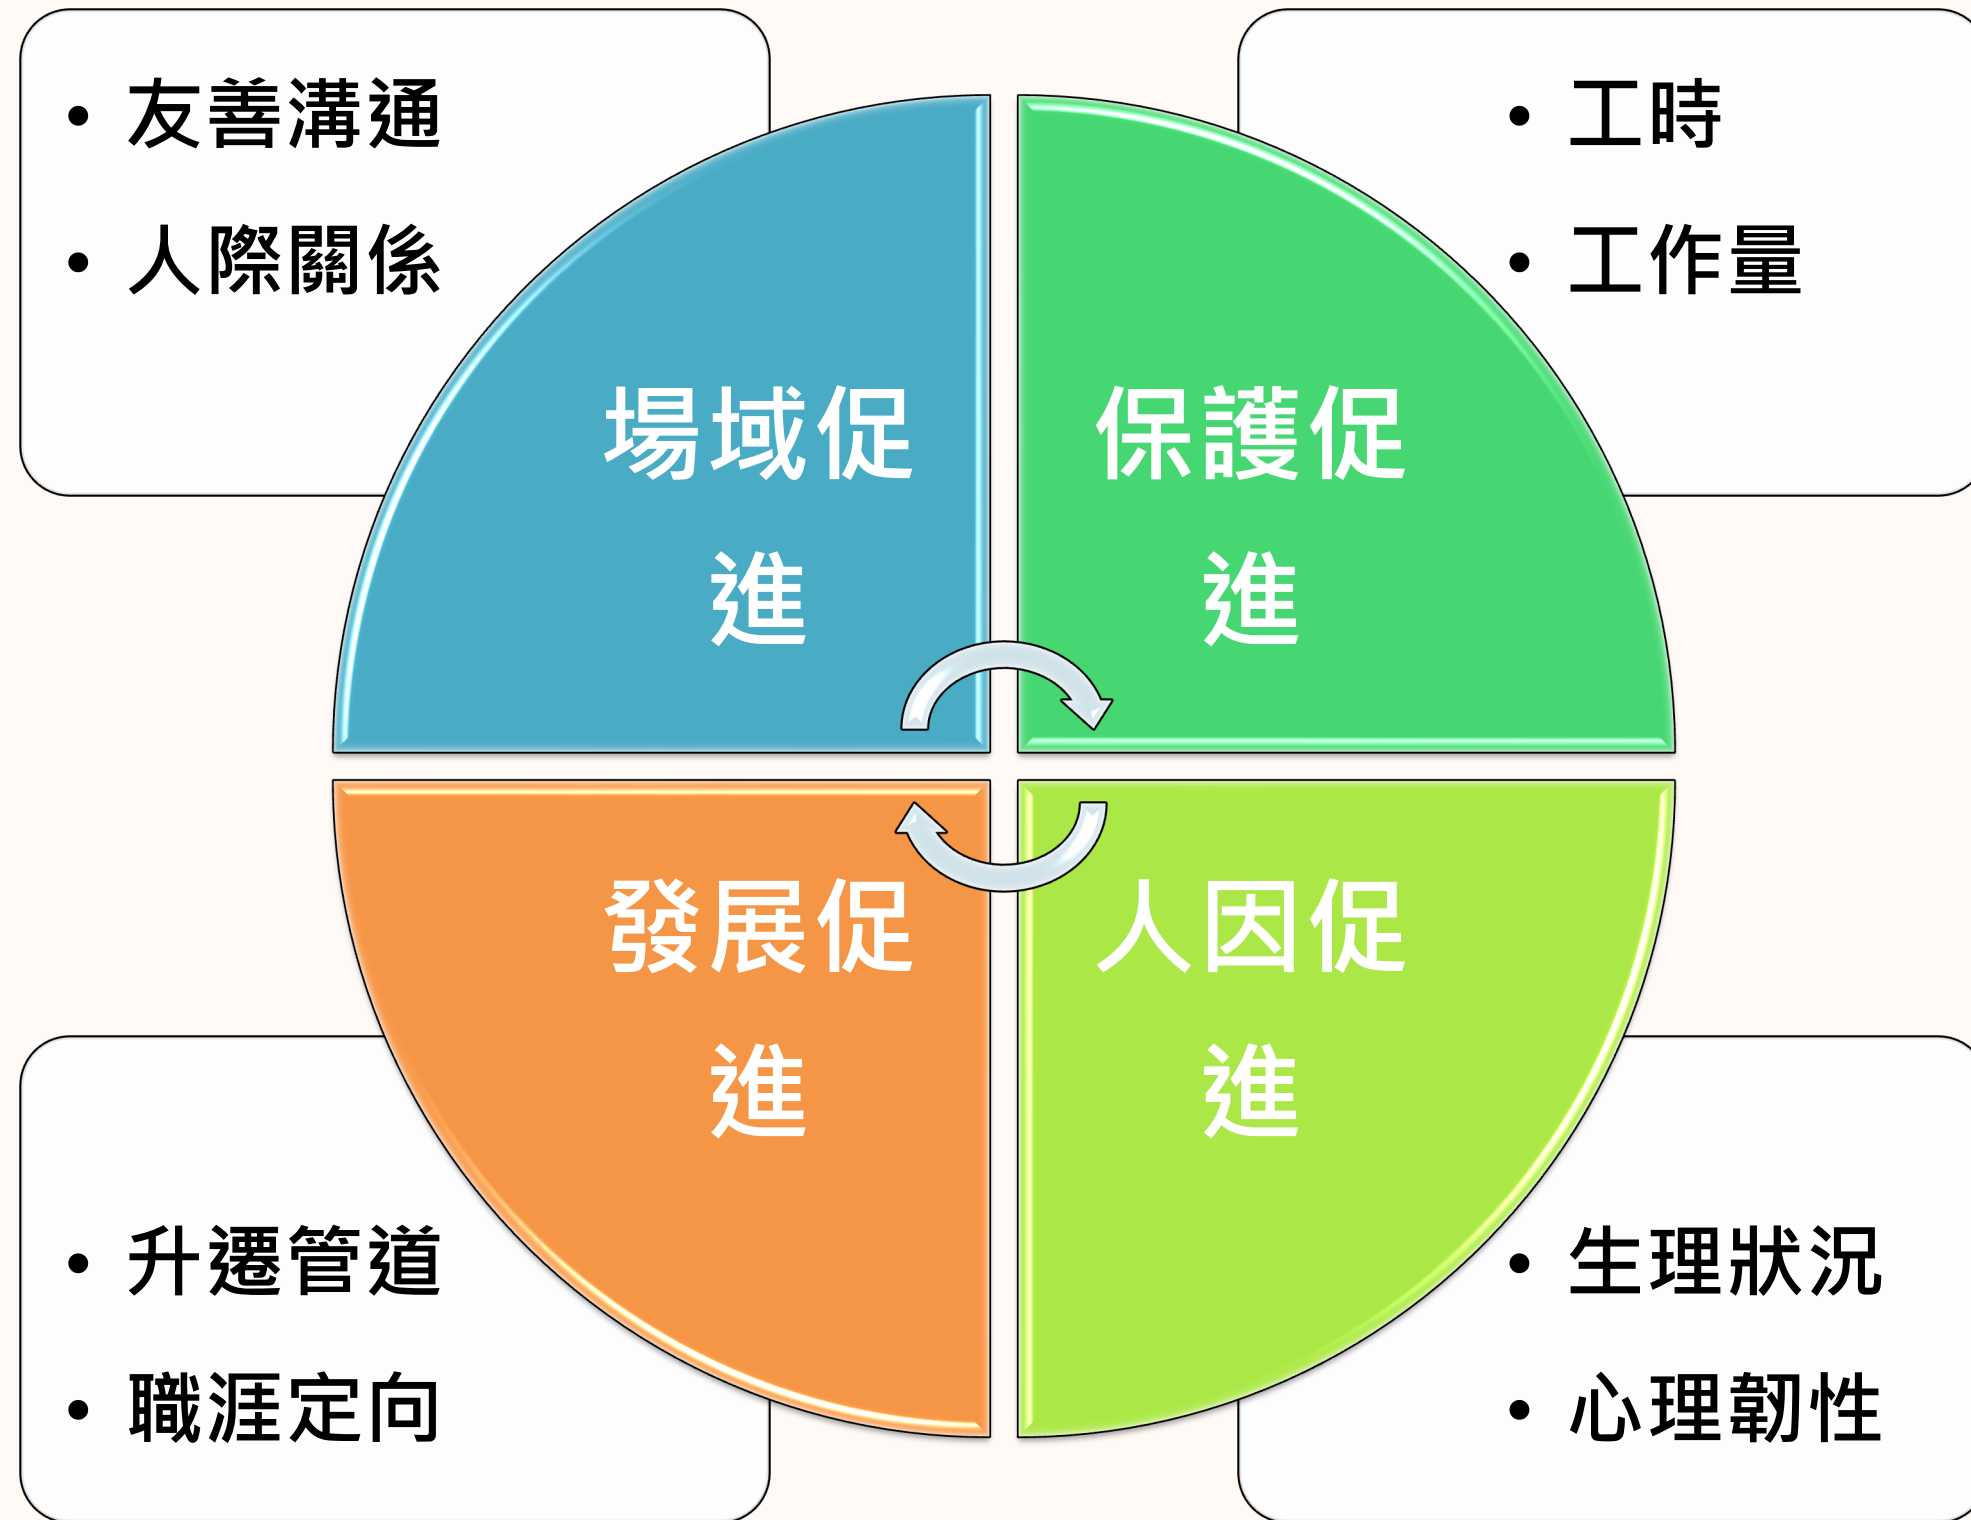 友善溝通
人際關係
工時
工作量
場域促
進
保護促
進
發展促
進
人因促
進
升遷管道
職涯定向
生理狀況
心理韌性